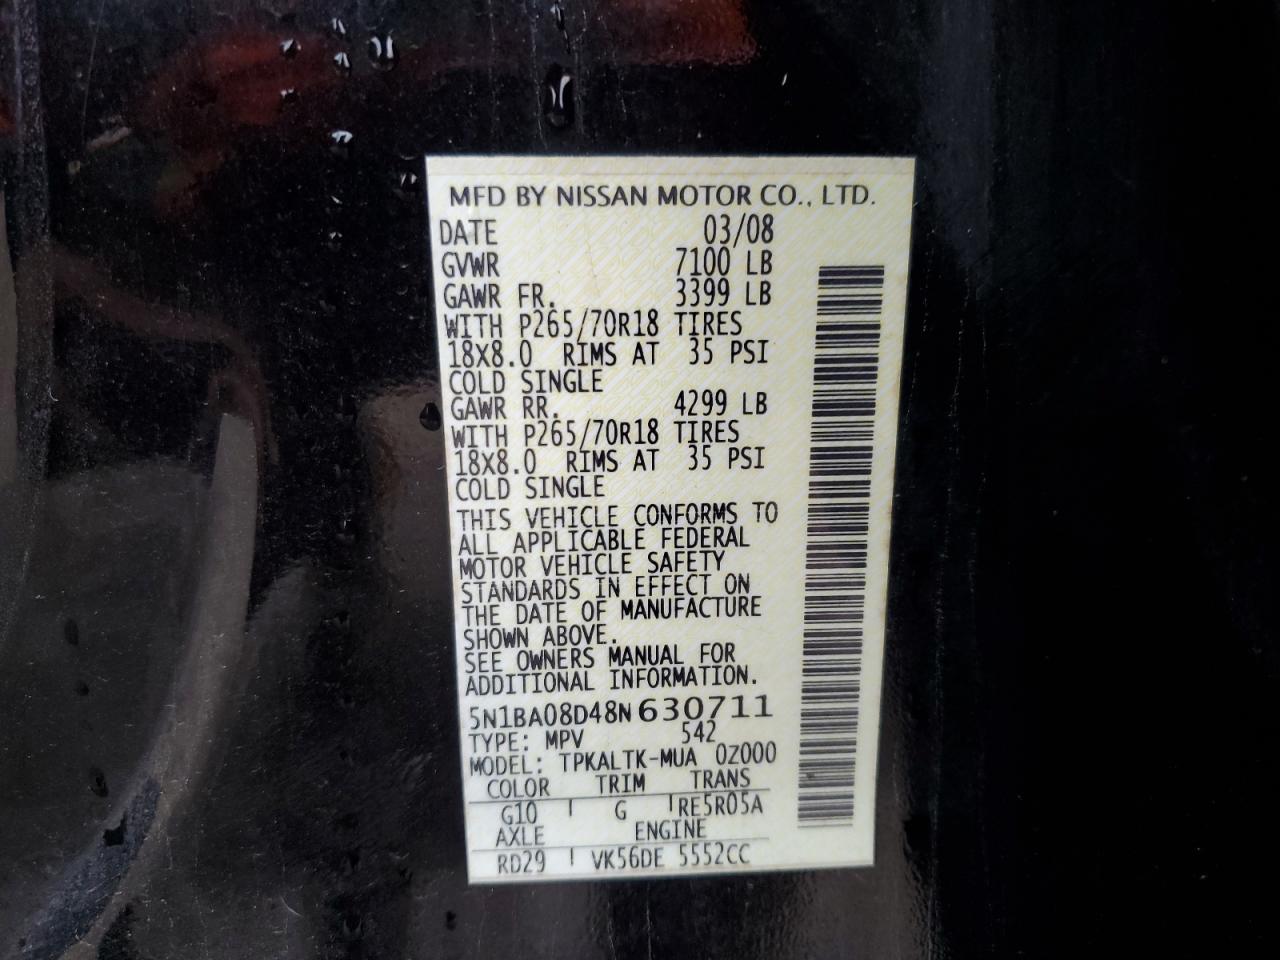 MFD BY NISSAN MOTOR CO., LTD.
DATE 03/08
GVWR 7100 LB
GAWR FR. 3399 LB
WITH P265/70R18 TIRES
18X8.0 RIMS AT 35 PSI
COLD SINGLE
GAWR RR. 4299 LB
WITH P265/70R18 TIRES
18X8.0 RIMS AT 35 PSI
COLD SINGLE
THIS VEHICLE CONFORMS TO
ALL APPLICABLE FEDERAL
MOTOR VEHICLE SAFETY
STANDARDS IN EFFECT ON
THE DATE OF MANUFACTURE
SHOWN ABOVE.
SEE OWNERS MANUAL FOR
ADDITIONAL INFORMATION.
5N1BA08D48N630711
TYPE: MPV 542
MODEL: TPKALTK-MUA 0Z000
COLOR TRIM TRANS
G10 G RE5R05A
AXLE ENGINE
RD29 VK56DE 5552CC